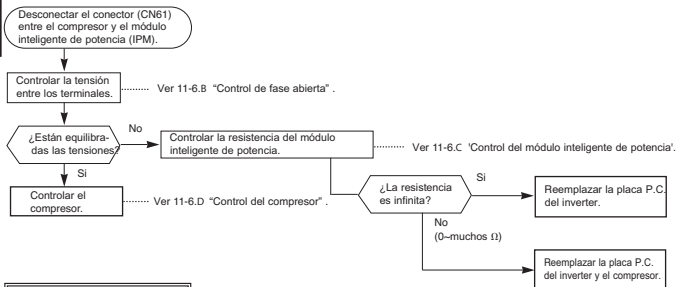 Desconectar el conector (CN61)
entre el compresor y el módulo
inteligente de potencia (IPM).
Controlar la tensión
entre los terminales.
Ver 11-6.B “Control de fase abierta” .
¿Están equilibra-
das las tensiones?
No
Controlar la resistencia del módulo
inteligente de potencia.
Ver 11-6.C 'Control del módulo inteligente de potencia'.
Si
Controlar el
compresor.
Ver 11-6.D “Control del compresor” .
¿La resistencia
es infinita?
Si
Reemplazar la placa P.C.
del inverter.
No
(0~muchos Ω)
Reemplazar la placa P.C.
del inverter y el compresor.